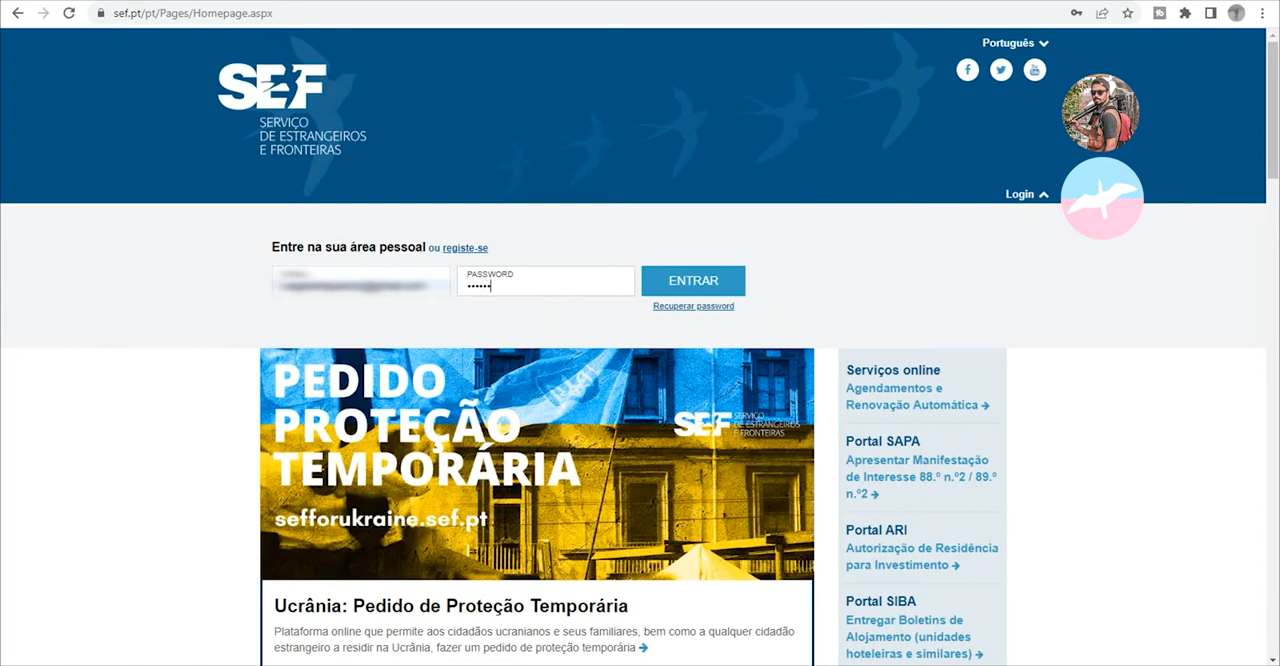 sef.pt/pt/Pages/Homepage.aspx
Português
SEF
SERVIÇO
DE ESTRANGEIROS
E FRONTEIRAS
Login
Entre na sua área pessoal ou registe-se
PASSWORD
ENTRAR
Recuperar password
PEDIDO
PROTEÇÃO
TEMPORÁRIA
SEF
SERVIÇO
DE ESTRANGEIROS
E FRONTEIRAS
sefforukraine.sef.pt
Ucrânia: Pedido de Proteção Temporária
Plataforma online que permite aos cidadãos ucranianos e seus familiares, bem como a qualquer cidadão
estrangeiro a residir na Ucrânia, fazer um pedido de proteção temporária
Serviços online
Agendamentos e
Renovação Automática
Portal SAPA
Apresentar Manifestação
de Interesse 88.º n.º2 / 89.º
n.º2
Portal ARI
Autorização de Residência
para Investimento
Portal SIBA
Entregar Boletins de
Alojamento (unidades
hoteleiras e similares)